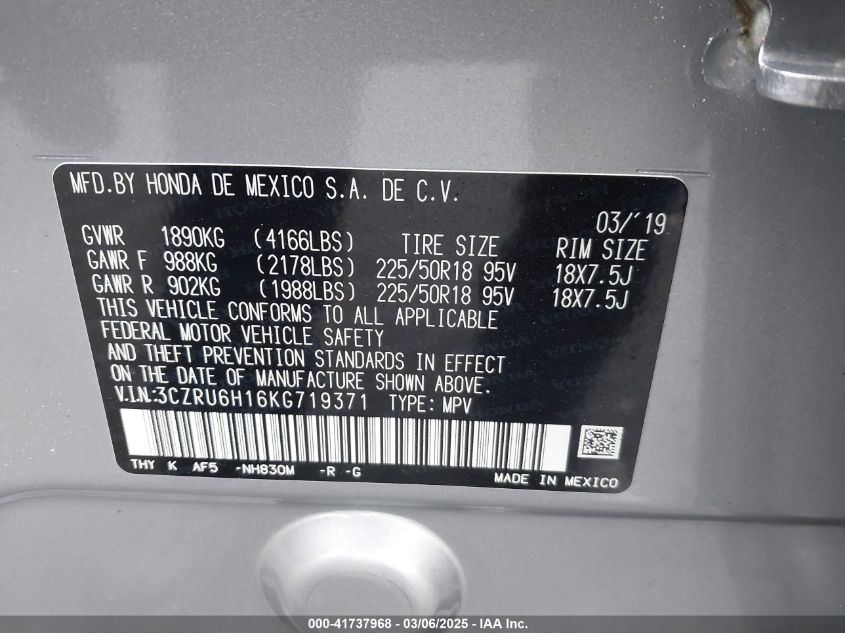 MFD.BY HONDA DE MEXICO S.A. DE C.V.
03/'19
GVWR 1890KG (4166LBS) TIRE SIZE RIM SIZE
GAWR F 988KG (2178LBS) 225/50R18 95V 18X7.5J
GAWR R 902KG (1988LBS) 225/50R18 95V 18X7.5J
THIS VEHICLE CONFORMS TO ALL APPLICABLE
FEDERAL MOTOR VEHICLE SAFETY
AND THEFT PREVENTION STANDARDS IN EFFECT
ON THE DATE OF MANUFACTURE SHOWN ABOVE.
V.I.N:3CZRU6H16KG719371 TYPE: MPV
THY K AF5 -NH830M -R -G
MADE IN MEXICO
000-41737968 - 03/06/2025 - IAA Inc.